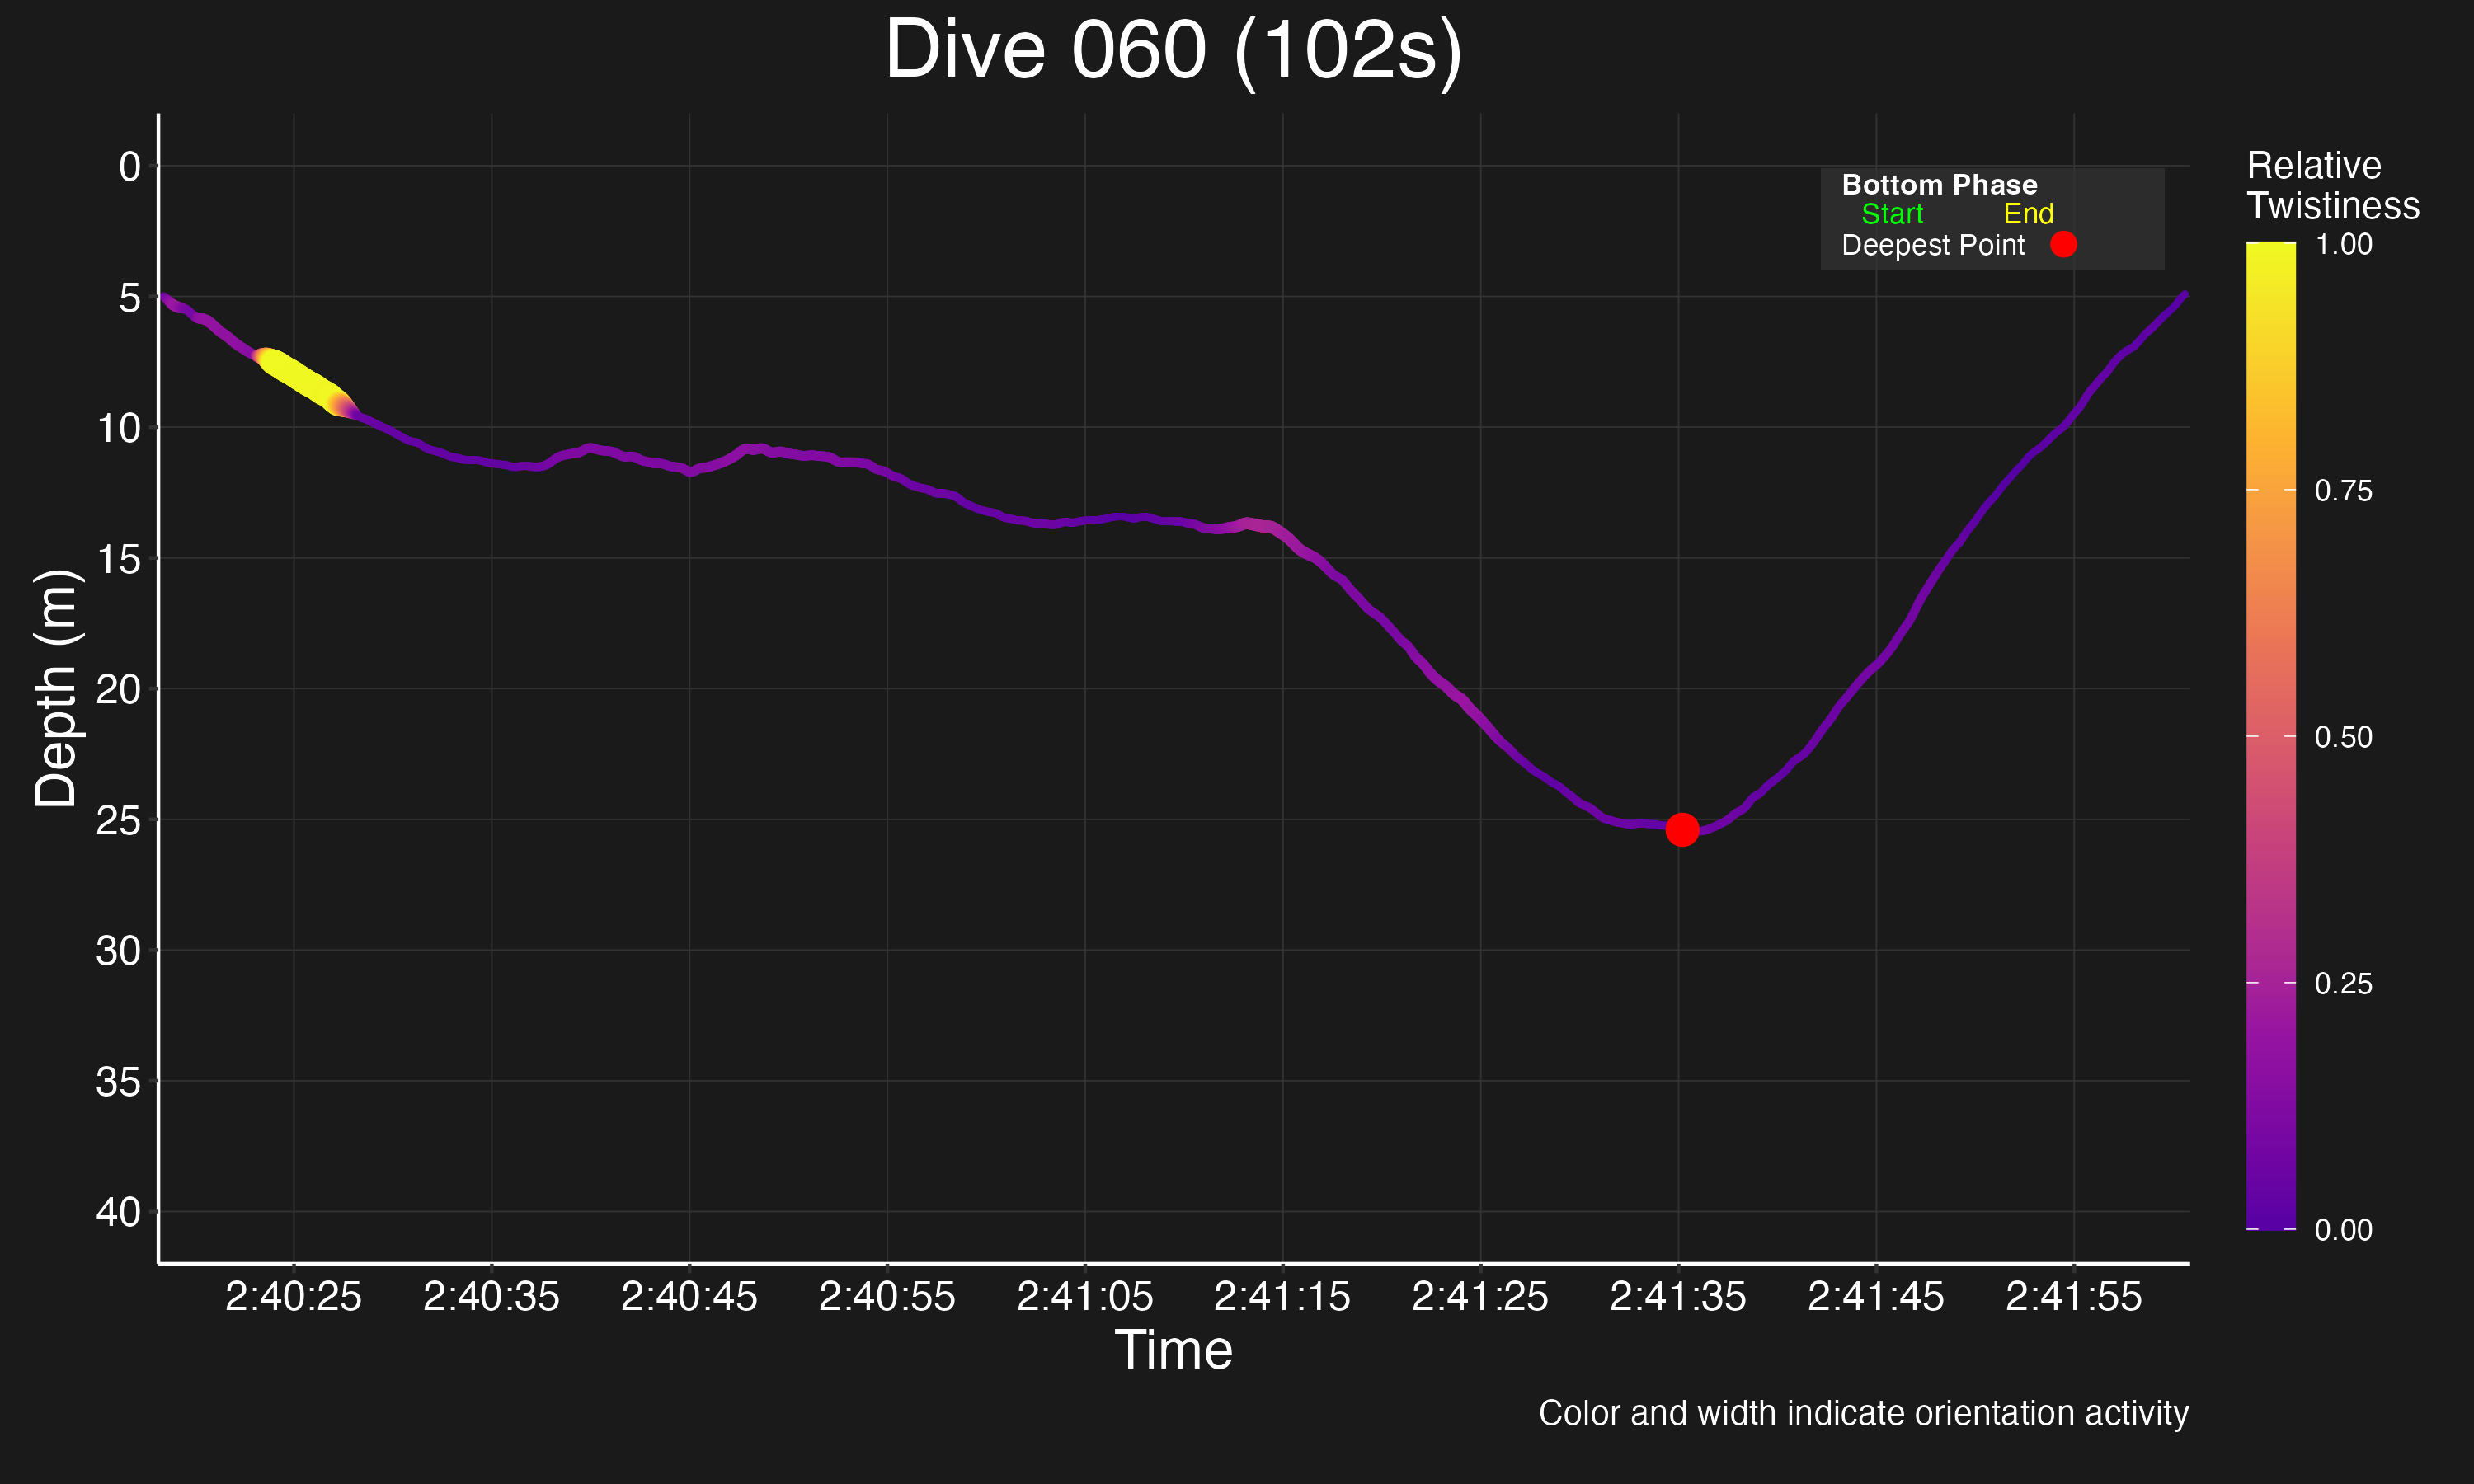 Dive 060 (102s)
Bottom Phase
Start End
Deepest Point
Relative
Twistiness
1.00
0.75
0.50
0.25
0.00
Depth (m)
0
5
10
15
20
25
30
35
40
2:40:25 2:40:35 2:40:45 2:40:55 2:41:05 2:41:15 2:41:25 2:41:35 2:41:45 2:41:55
Time
Color and width indicate orientation activity